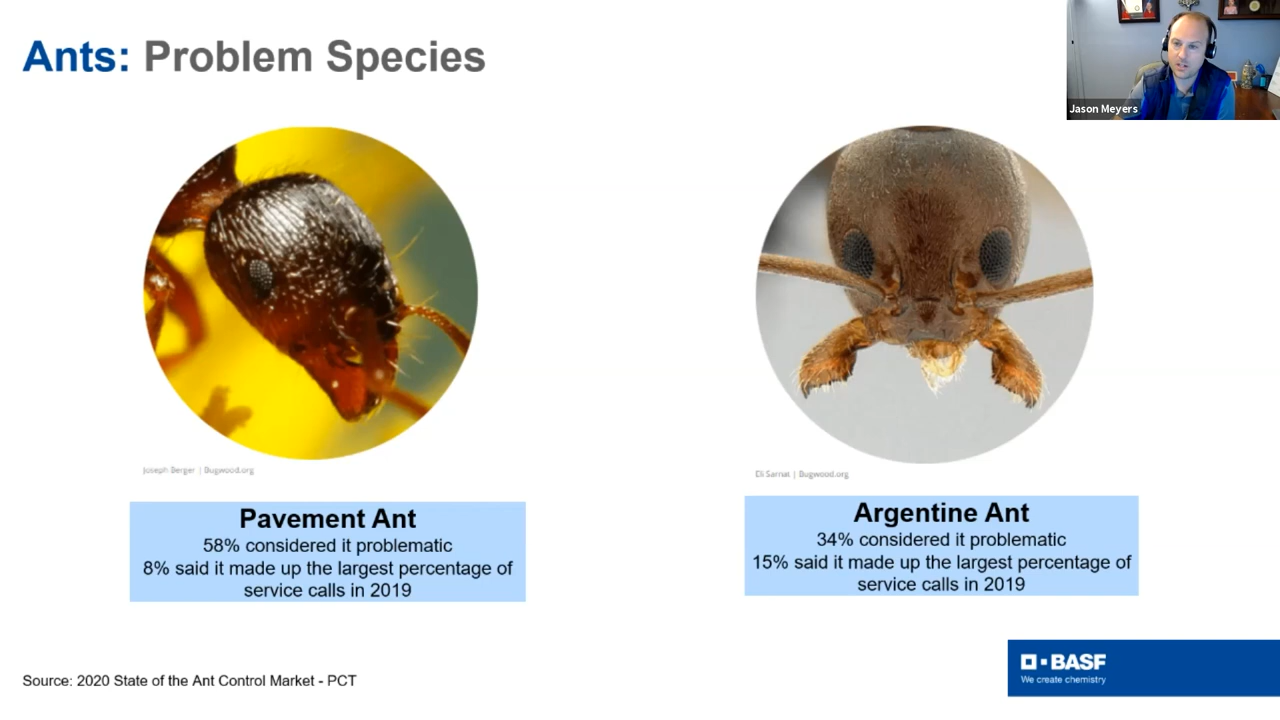 Ants: Problem Species
Jason Meyers
Joseph Berger | Bugwood.org
Eli Sarnat | Bugwood.org
Pavement Ant
58% considered it problematic
8% said it made up the largest percentage of
service calls in 2019
Argentine Ant
34% considered it problematic
15% said it made up the largest percentage of
service calls in 2019
Source: 2020 State of the Ant Control Market - PCT
BASF
We create chemistry